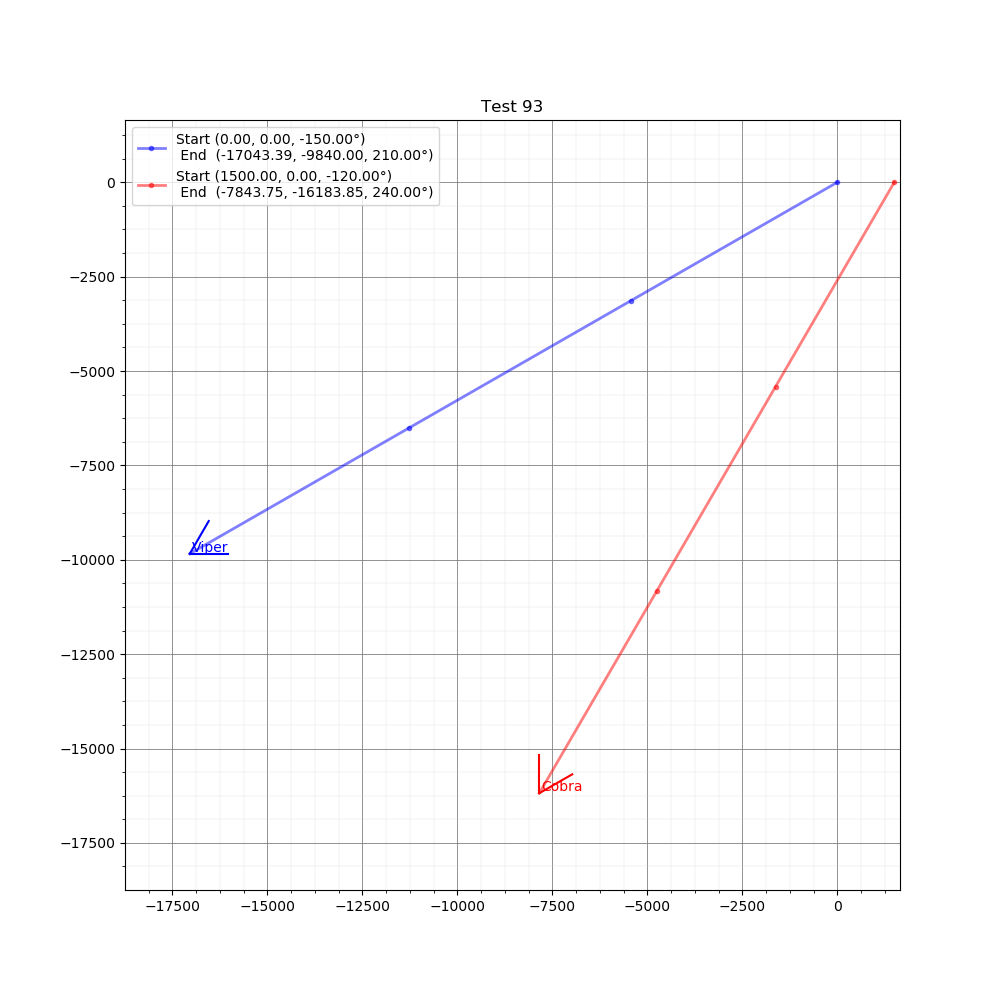 Test 93
Start (0.00, 0.00, -150.00°)
End (-17043.39, -9840.00, 210.00°)
Start (1500.00, 0.00, -120.00°)
End (-7843.75, -16183.85, 240.00°)
0
−2500
−5000
−7500
−10000
−12500
−15000
−17500
Viper
Cobra
−17500 −15000 −12500 −10000 −7500 −5000 −2500 0